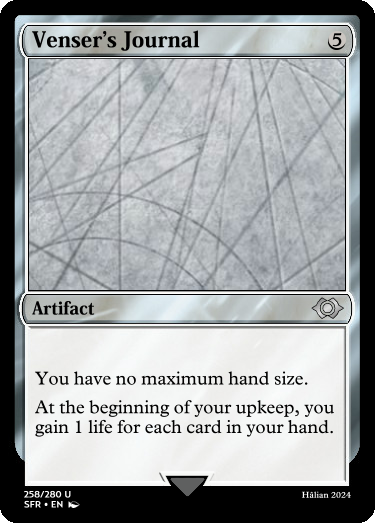 Venser's Journal 5
Artifact
You have no maximum hand size.
At the beginning of your upkeep, you
gain 1 life for each card in your hand.
258/280 U
SFR • EN
Hālian 2024